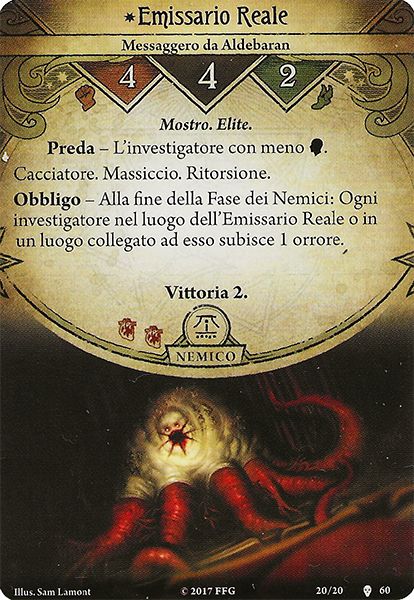 Emissario Reale
Messaggero da Aldebaran
4 4 2
Mostro. Elite.
Preda – L'investigatore con meno
Cacciatore. Massiccio. Ritorsione.
Obbligo – Alla fine della Fase dei Nemici: Ogni
investigatore nel luogo dell'Emissario Reale o in
un luogo collegato ad esso subisce 1 orrore.
Vittoria 2.
NEMICO
Illus. Sam Lamont © 2017 FFG 20/20 60